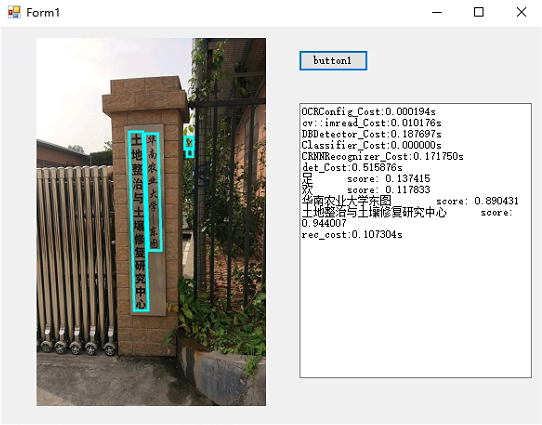 Form1
button1
OCRConfig_Cost:0.000194s
cv::imread_Cost:0.010176s
DBDetector_Cost:0.187697s
Classifier_Cost:0.000000s
CRNNRecognizer_Cost:0.171750s
det_Cost:0.515876s
足 score: 0.137415
欢 score: 0.117833
华南农业大学东图 score: 0.890431
土地整治与土壤修复研究中心 score:
0.944007
rec_cost:0.107304s
华南农业大学
土地整治与土壤修复研究中心